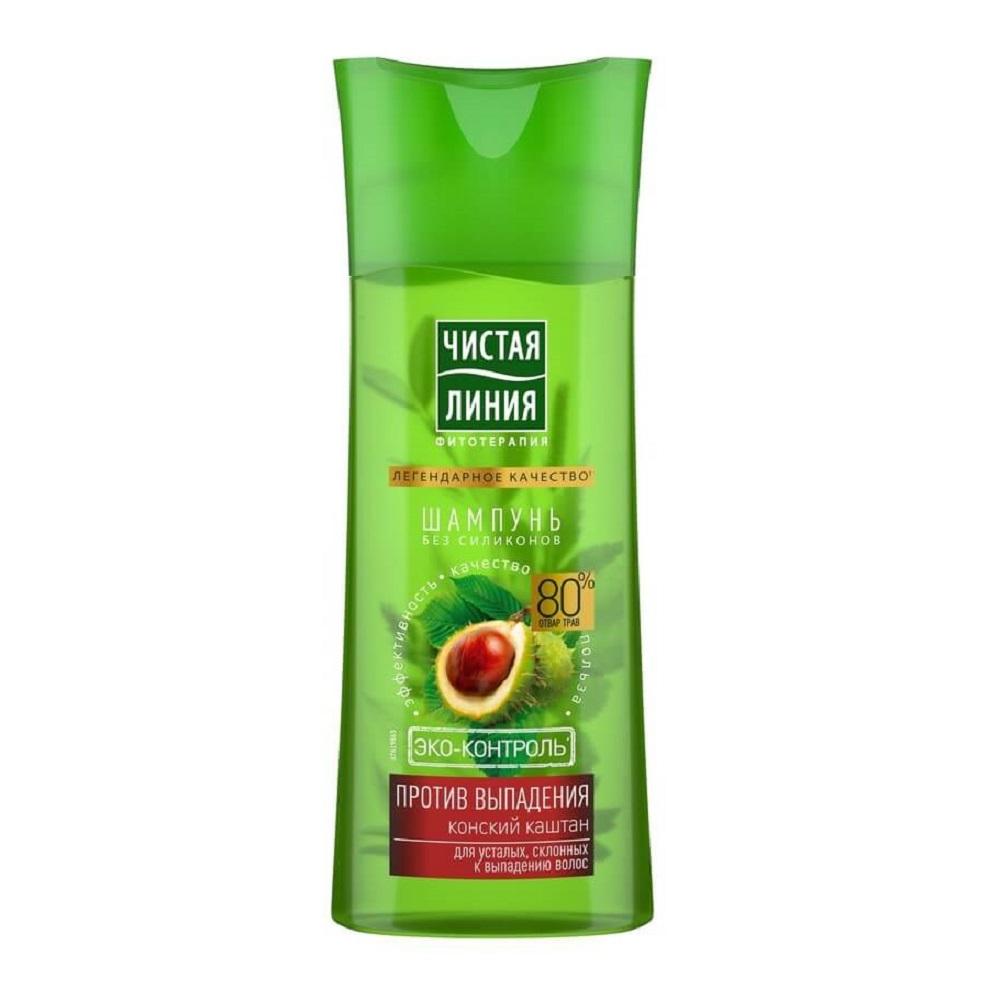 ЧИСТАЯ
ЛИНИЯ
ФИТОТЕРАПИЯ
ЛЕГЕНДАРНОЕ КАЧЕСТВО¹
ШАМПУНЬ
БЕЗ СИЛИКОНОВ
• эффективность • качество
80%
ОТВАР ТРАВ
польза •
ЭКО-КОНТРОЛЬ
ПРОТИВ ВЫПАДЕНИЯ
КОНСКИЙ КАШТАН
для усталых, склонных
к выпадению волос